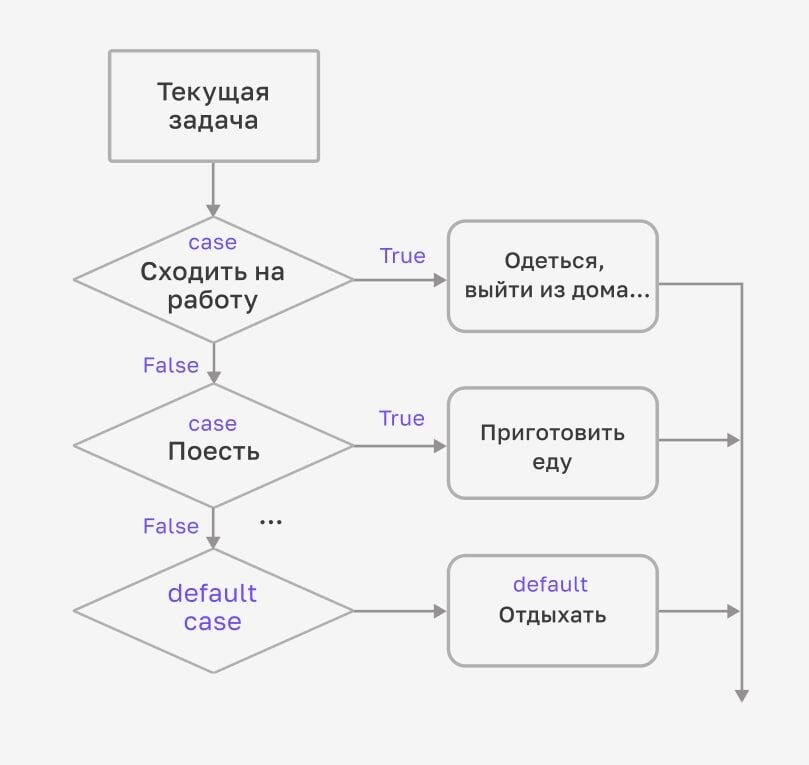 Текущая
задача
case
Сходить на
работу
True
Одеться,
выйти из дома...
False
case
Поесть
True
Приготовить
еду
False
...
default
case
default
Отдыхать